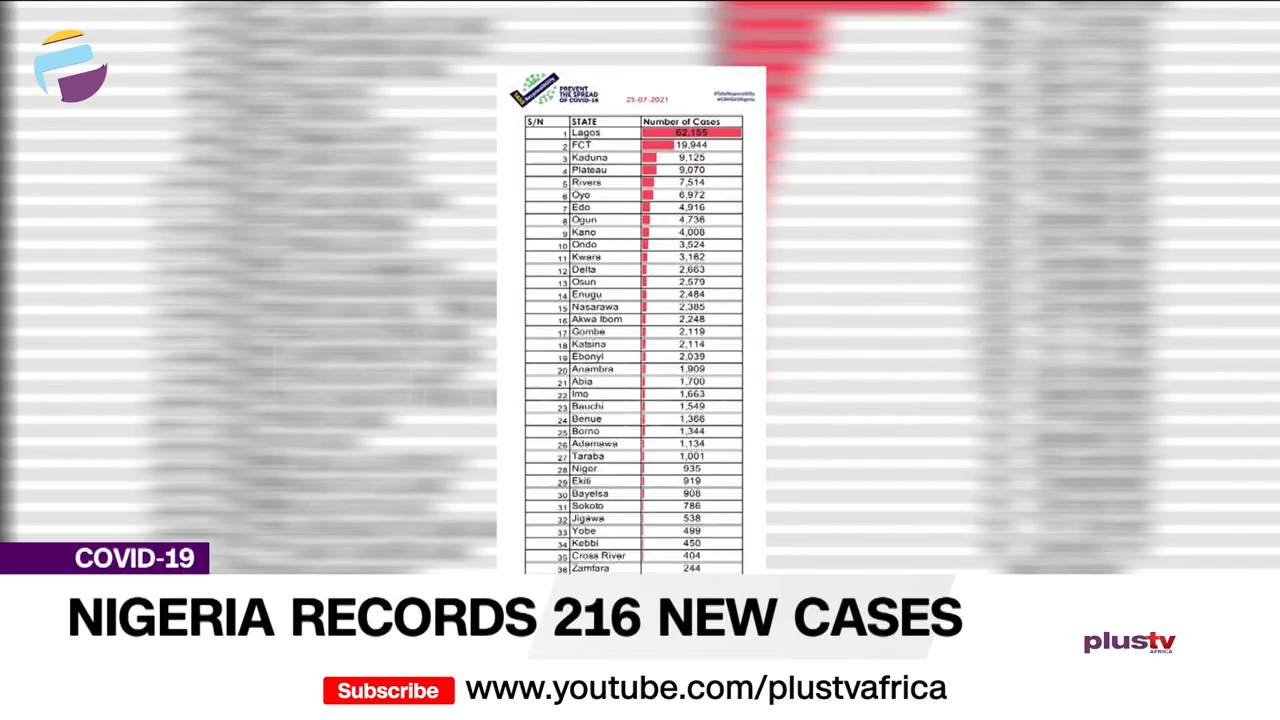 TAKE Responsibility
PREVENT
THE SPREAD
OF COVID-19
25-07-2021
#TakeResponsibility
#COVID19Nigeria
S/N STATE Number of Cases
1 Lagos 62,155
2 FCT 19,944
3 Kaduna 9,125
4 Plateau 9,070
5 Rivers 7,514
6 Oyo 6,972
7 Edo 4,916
8 Ogun 4,736
9 Kano 4,008
10 Ondo 3,524
11 Kwara 3,162
12 Delta 2,663
13 Osun 2,579
14 Enugu 2,484
15 Nasarawa 2,385
16 Akwa Ibom 2,248
17 Gombe 2,119
18 Katsina 2,114
19 Ebonyi 2,039
20 Anambra 1,909
21 Abia 1,700
22 Imo 1,663
23 Bauchi 1,549
24 Benue 1,366
25 Borno 1,344
26 Adamawa 1,134
27 Taraba 1,001
28 Niger 935
29 Ekiti 919
30 Bayelsa 908
31 Sokoto 786
32 Jigawa 538
33 Yobe 499
34 Kebbi 450
35 Cross River 404
36 Zamfara 244
COVID-19
NIGERIA RECORDS 216 NEW CASES
plustv
AFRICA
Subscribe www.youtube.com/plustvafrica